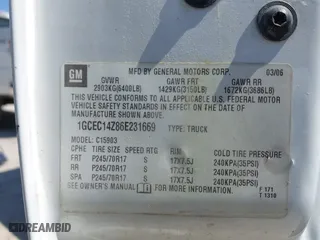 GM
MFD BY GENERAL MOTORS CORP. 03/06
GVWR GAWR FRT GAWR RR
2903KG(6400LB) 1429KG(3150LB) 1672KG(3686LB)
THIS VEHICLE CONFORMS TO ALL APPLICABLE U.S. FEDERAL MOTOR
VEHICLE SAFETY AND THEFT PREVENTION STANDARDS IN
EFFECT ON THE DATE OF MANUFACTURE SHOWN ABOVE.
1GCEC14Z86E231669 TYPE: TRUCK
C15903
TIRE SIZE SPEED RTG RIM COLD TIRE PRESSURE
FRT P245/70R17 S 17X7.5J 240KPA(35PSI)
RR P245/70R17 S 17X7.5J 240KPA(35PSI)
SPA P245/70R17 S 17X7.5J 240KPA(35PSI)
SEE OWNER'S MANUAL FOR ADDITIONAL INFORMATION.
F 171
T 1318